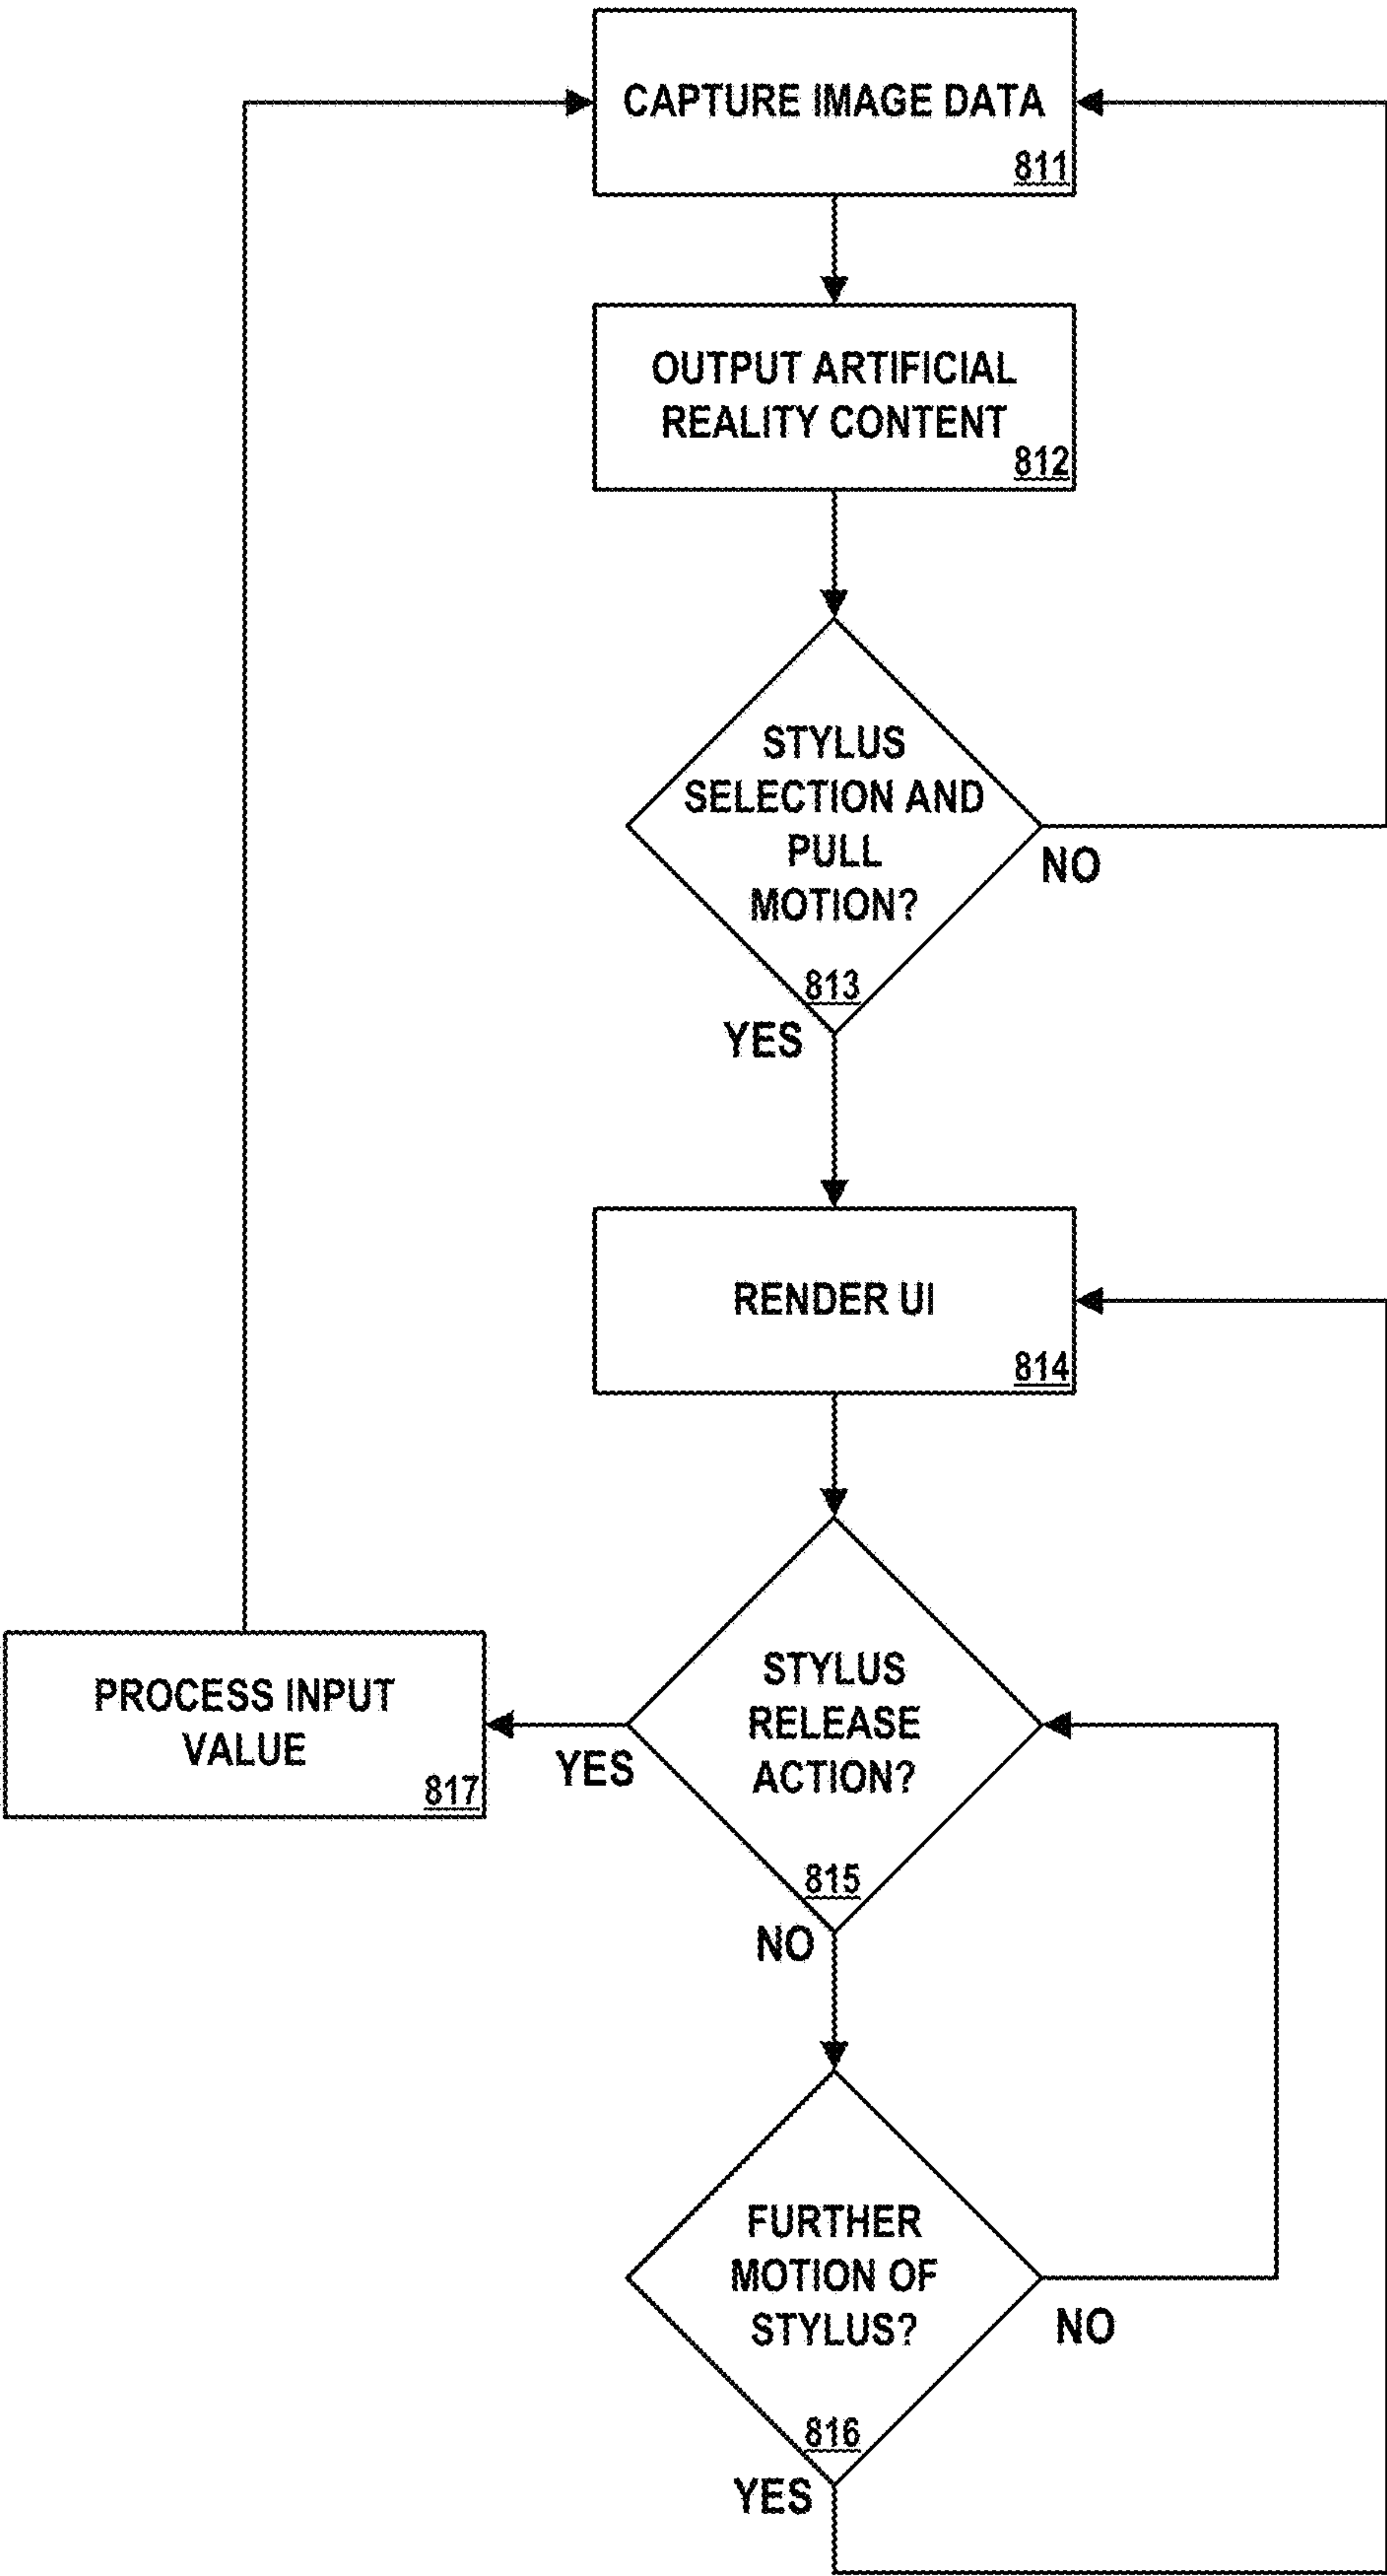 CAPTURE IMAGE DATA
811
OUTPUT ARTIFICIAL
REALITY CONTENT
812
STYLUS
SELECTION AND
PULL
MOTION?
813
NO
YES
RENDER UI
814
STYLUS
RELEASE
ACTION?
815
YES
NO
PROCESS INPUT
VALUE
817
FURTHER
MOTION OF
STYLUS?
816
NO
YES